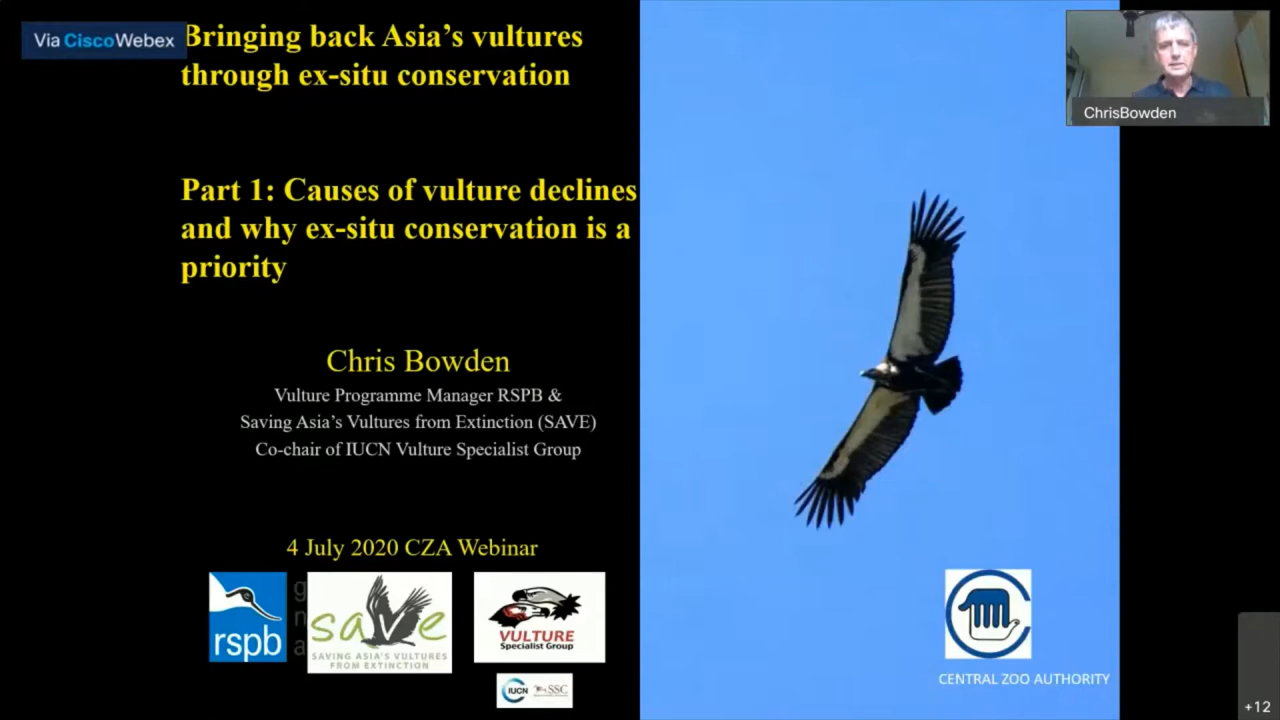 Via CiscoWebex
Bringing back Asia's vultures
through ex-situ conservation
ChrisBowden
Part 1: Causes of vulture declines
and why ex-situ conservation is a
priority
Chris Bowden
Vulture Programme Manager RSPB &
Saving Asia's Vultures from Extinction (SAVE)
Co-chair of IUCN Vulture Specialist Group
4 July 2020 CZA Webinar
rspb
save
SAVING ASIA'S VULTURES
FROM EXTINCTION
VULTURE
Specialist Group
IUCN
SSC
CENTRAL ZOO AUTHORITY
+12